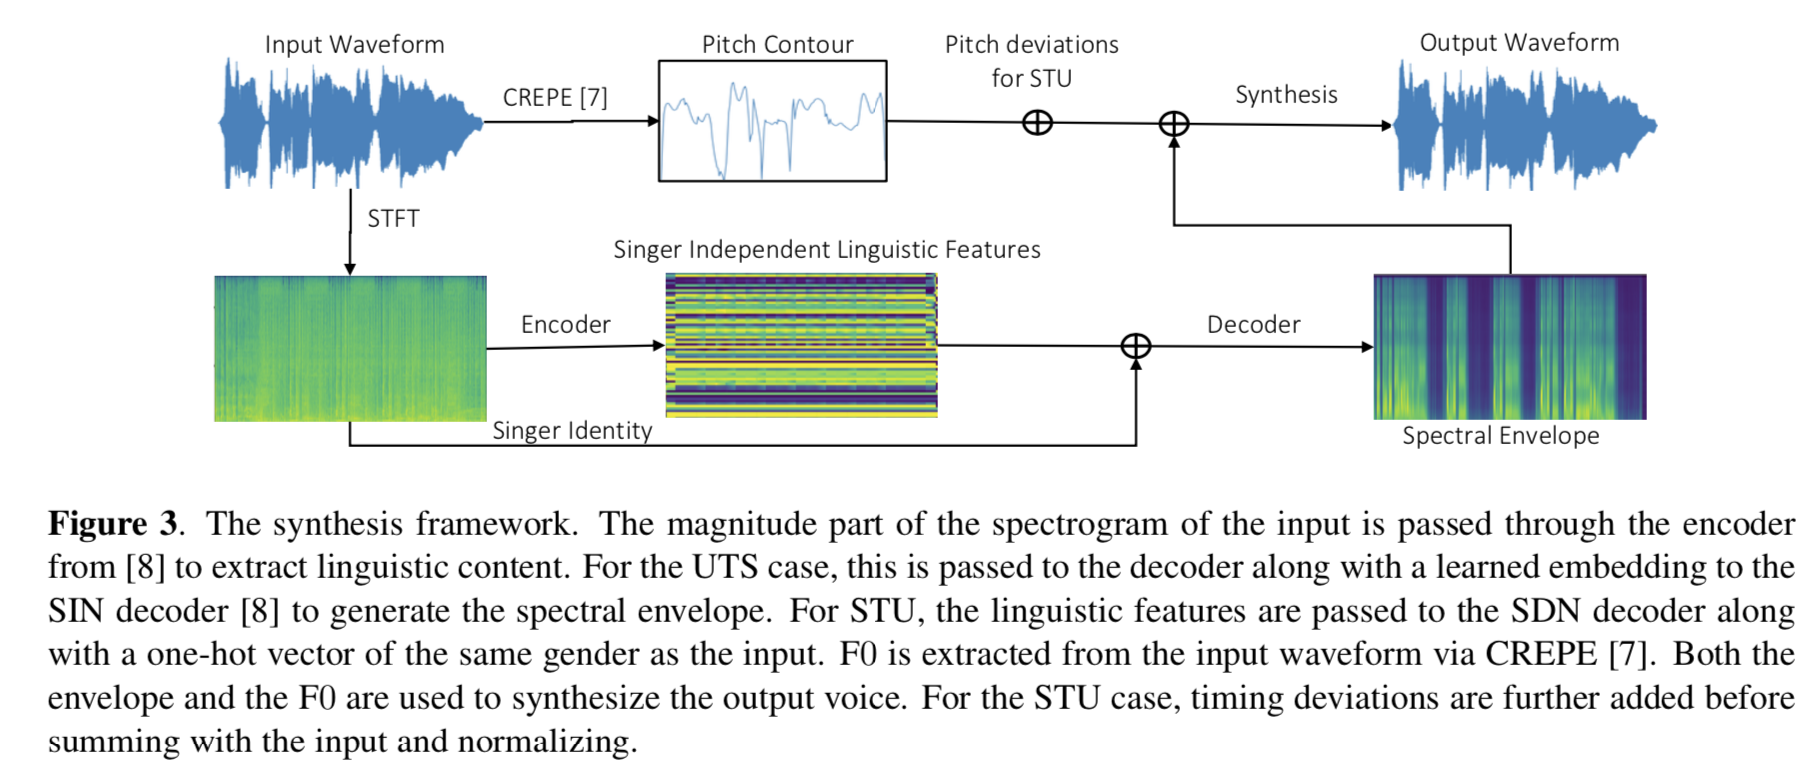 Input Waveform
Pitch Contour
Pitch deviations
for STU
Output Waveform
CREPE [7]
Synthesis
STFT
Singer Independent Linguistic Features
Encoder
Decoder
Singer Identity
Spectral Envelope
Figure 3. The synthesis framework. The magnitude part of the spectrogram of the input is passed through the encoder
from [8] to extract linguistic content. For the UTS case, this is passed to the decoder along with a learned embedding to the
SIN decoder [8] to generate the spectral envelope. For STU, the linguistic features are passed to the SDN decoder along
with a one-hot vector of the same gender as the input. F0 is extracted from the input waveform via CREPE [7]. Both the
envelope and the F0 are used to synthesize the output voice. For the STU case, timing deviations are further added before
summing with the input and normalizing.